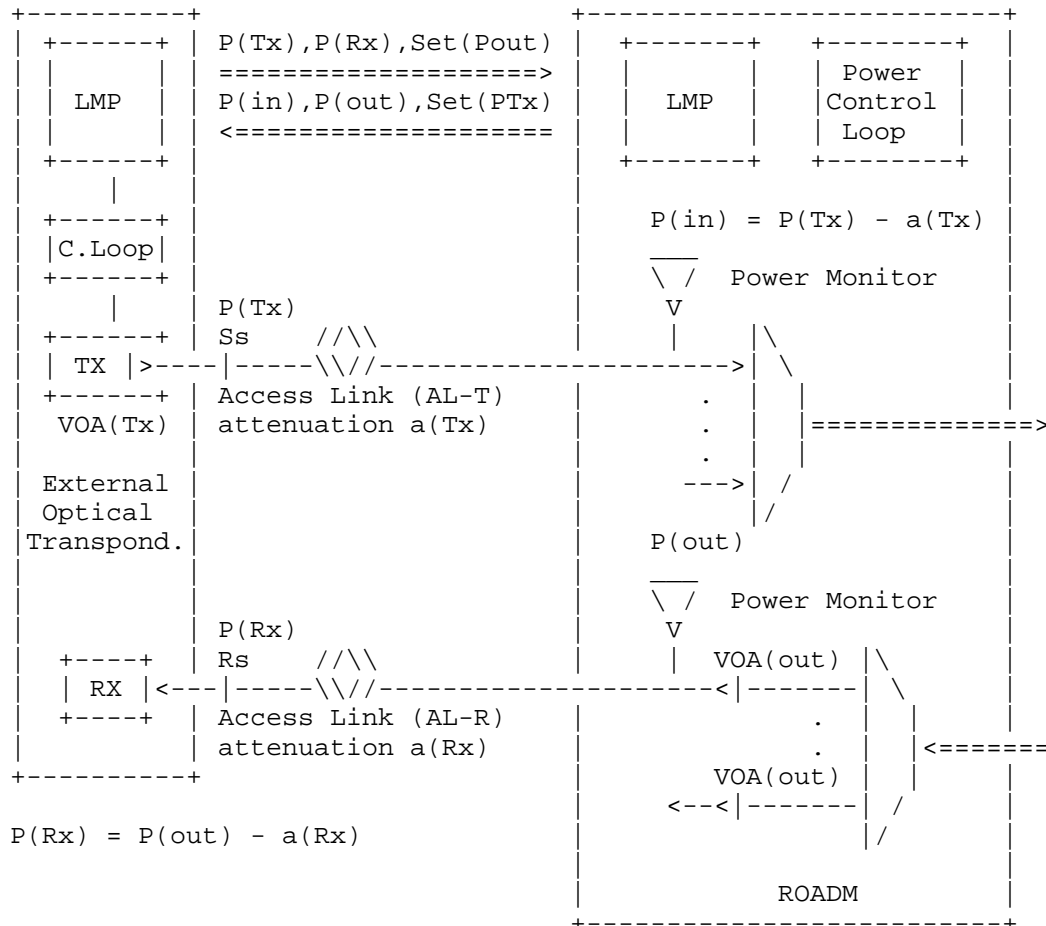 P(Tx),P(Rx),Set(Pout)
Power
LMP P(in),P(out),Set(PTx) LMP Control
Loop
P(in) = P(Tx) - a(Tx)
C.Loop
Power Monitor
P(Tx)
Ss
TX
Access Link (AL-T)
VOA(Tx) attenuation a(Tx)
External
Optical
Transpond. P(out)
Power Monitor
P(Rx)
Rs VOA(out)
RX
Access Link (AL-R)
attenuation a(Rx)
VOA(out)
P(Rx) = P(out) - a(Rx)
ROADM